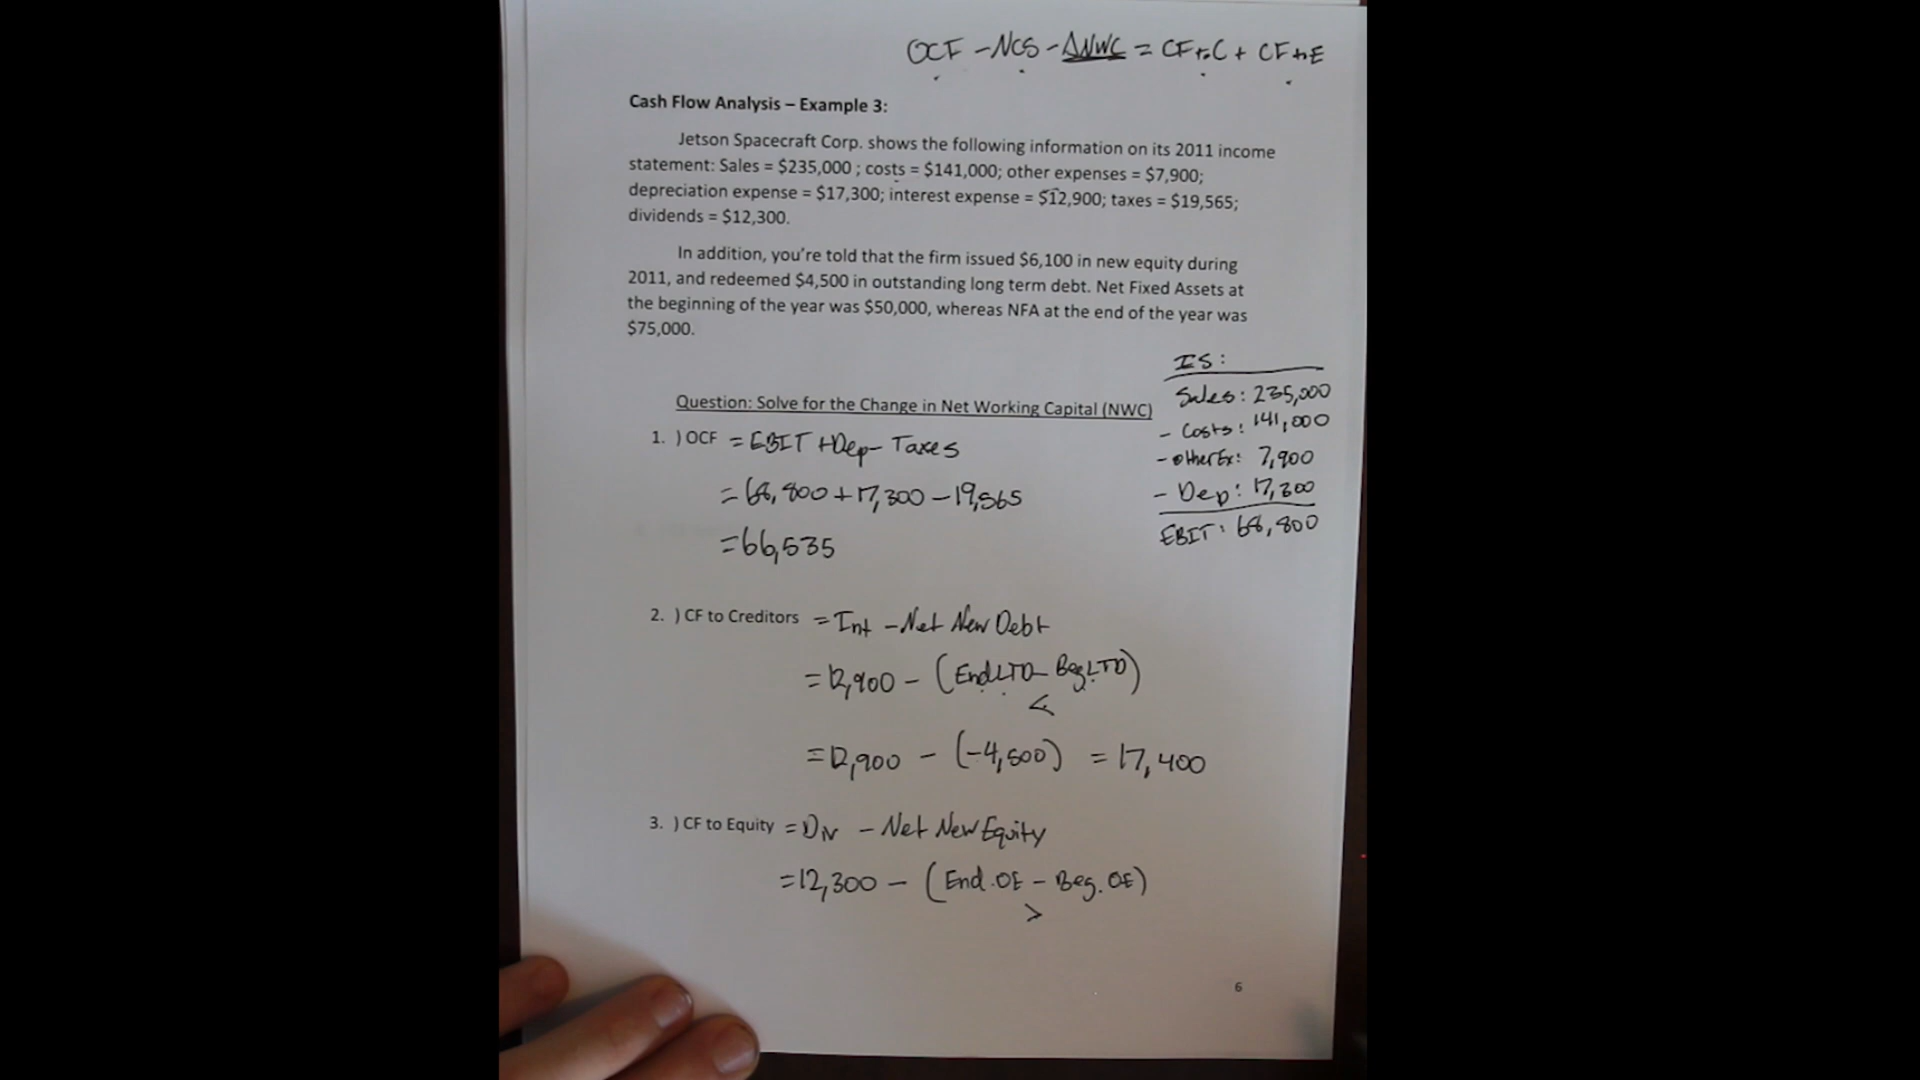 OCF - NCS - ΔNWC = CF to C + CF to E
Cash Flow Analysis – Example 3:
Jetson Spacecraft Corp. shows the following information on its 2011 income
statement: Sales = $235,000 ; costs = $141,000; other expenses = $7,900;
depreciation expense = $17,300; interest expense = $12,900; taxes = $19,565;
dividends = $12,300.
In addition, you're told that the firm issued $6,100 in new equity during
2011, and redeemed $4,500 in outstanding long term debt. Net Fixed Assets at
the beginning of the year was $50,000, whereas NFA at the end of the year was
$75,000.
IS:
Sales: 235,000
- Costs: 141,000
- other Ex: 7,900
- Dep: 17,300
EBIT: 68,800
Question: Solve for the Change in Net Working Capital (NWC)
1. ) OCF = EBIT + Dep - Taxes
= 68,800 + 17,300 - 19,565
= 66,535
2. ) CF to Creditors = Int - Net New Debt
= 12,900 - (End LTD - Beg LTD)
<
= 12,900 - (-4,500) = 17,400
3. ) CF to Equity = Div - Net New Equity
= 12,300 - (End. OE - Beg. OE)
>
6